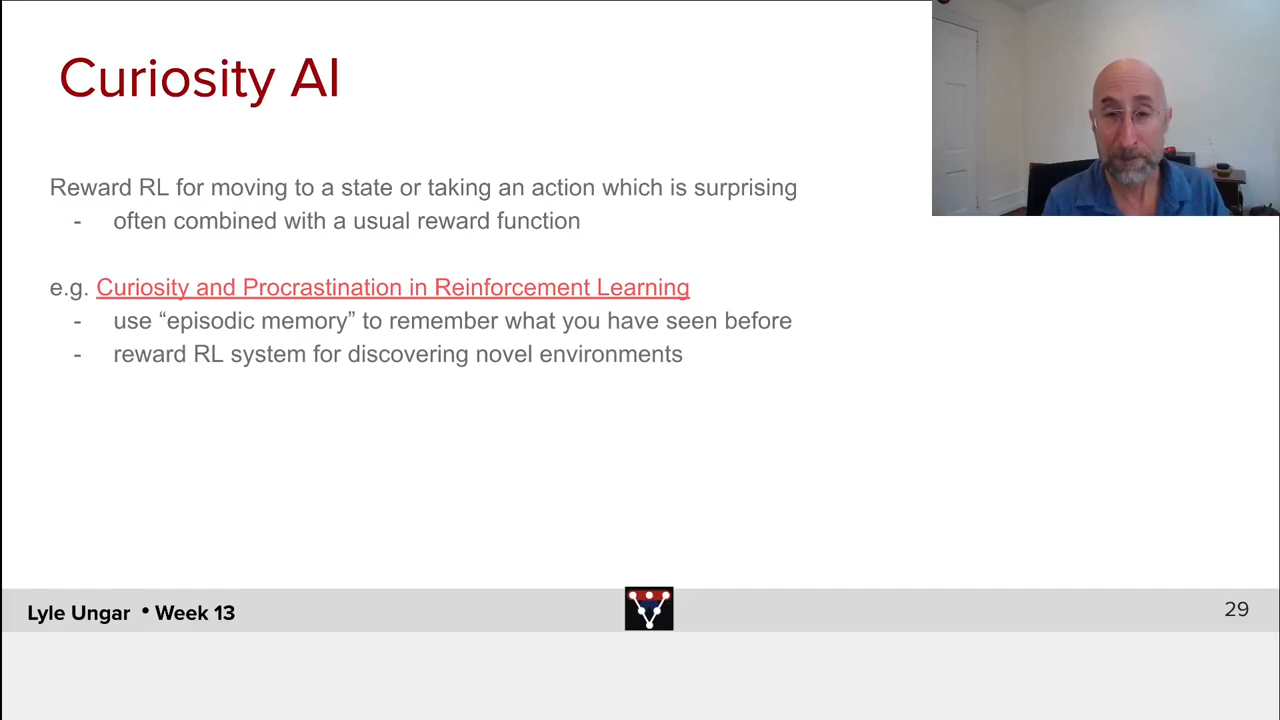 Curiosity AI
Reward RL for moving to a state or taking an action which is surprising
- often combined with a usual reward function
e.g. Curiosity and Procrastination in Reinforcement Learning
- use “episodic memory” to remember what you have seen before
- reward RL system for discovering novel environments
Lyle Ungar • Week 13
29